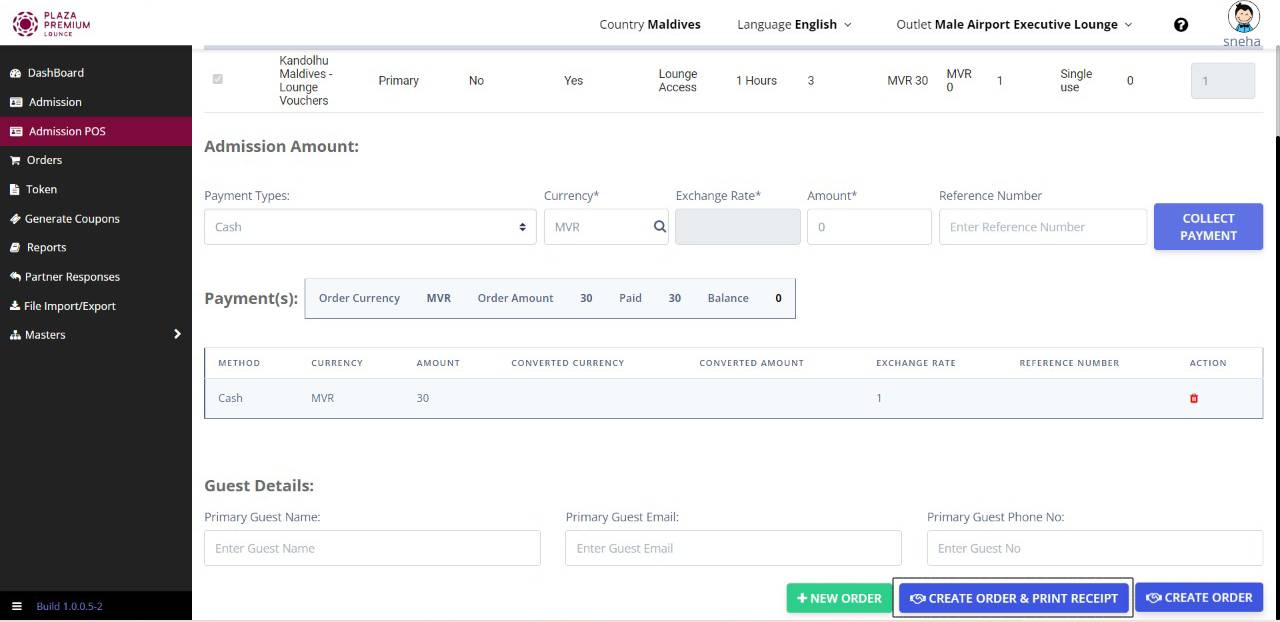 PLAZA
PREMIUM
LOUNGE
Country Maldives
Language English
Outlet Male Airport Executive Lounge
sneha
DashBoard
Admission
Admission POS
Orders
Token
Generate Coupons
Reports
Partner Responses
File Import/Export
Masters
Build 1.0.0.5-2
Kandolhu
Maldives -
Lounge
Vouchers
Primary
No
Yes
Lounge
Access
1 Hours
3
MVR 30
MVR
0
1
Single
use
0
1
Admission Amount:
Payment Types: Currency* Exchange Rate* Amount* Reference Number
Cash MVR 0 Enter Reference Number
COLLECT
PAYMENT
Payment(s): Order Currency MVR Order Amount 30 Paid 30 Balance 0
METHOD CURRENCY AMOUNT CONVERTED CURRENCY CONVERTED AMOUNT EXCHANGE RATE REFERENCE NUMBER ACTION
Cash MVR 30 1
Guest Details:
Primary Guest Name: Primary Guest Email: Primary Guest Phone No:
Enter Guest Name Enter Guest Email Enter Guest No
+ NEW ORDER CREATE ORDER & PRINT RECEIPT CREATE ORDER